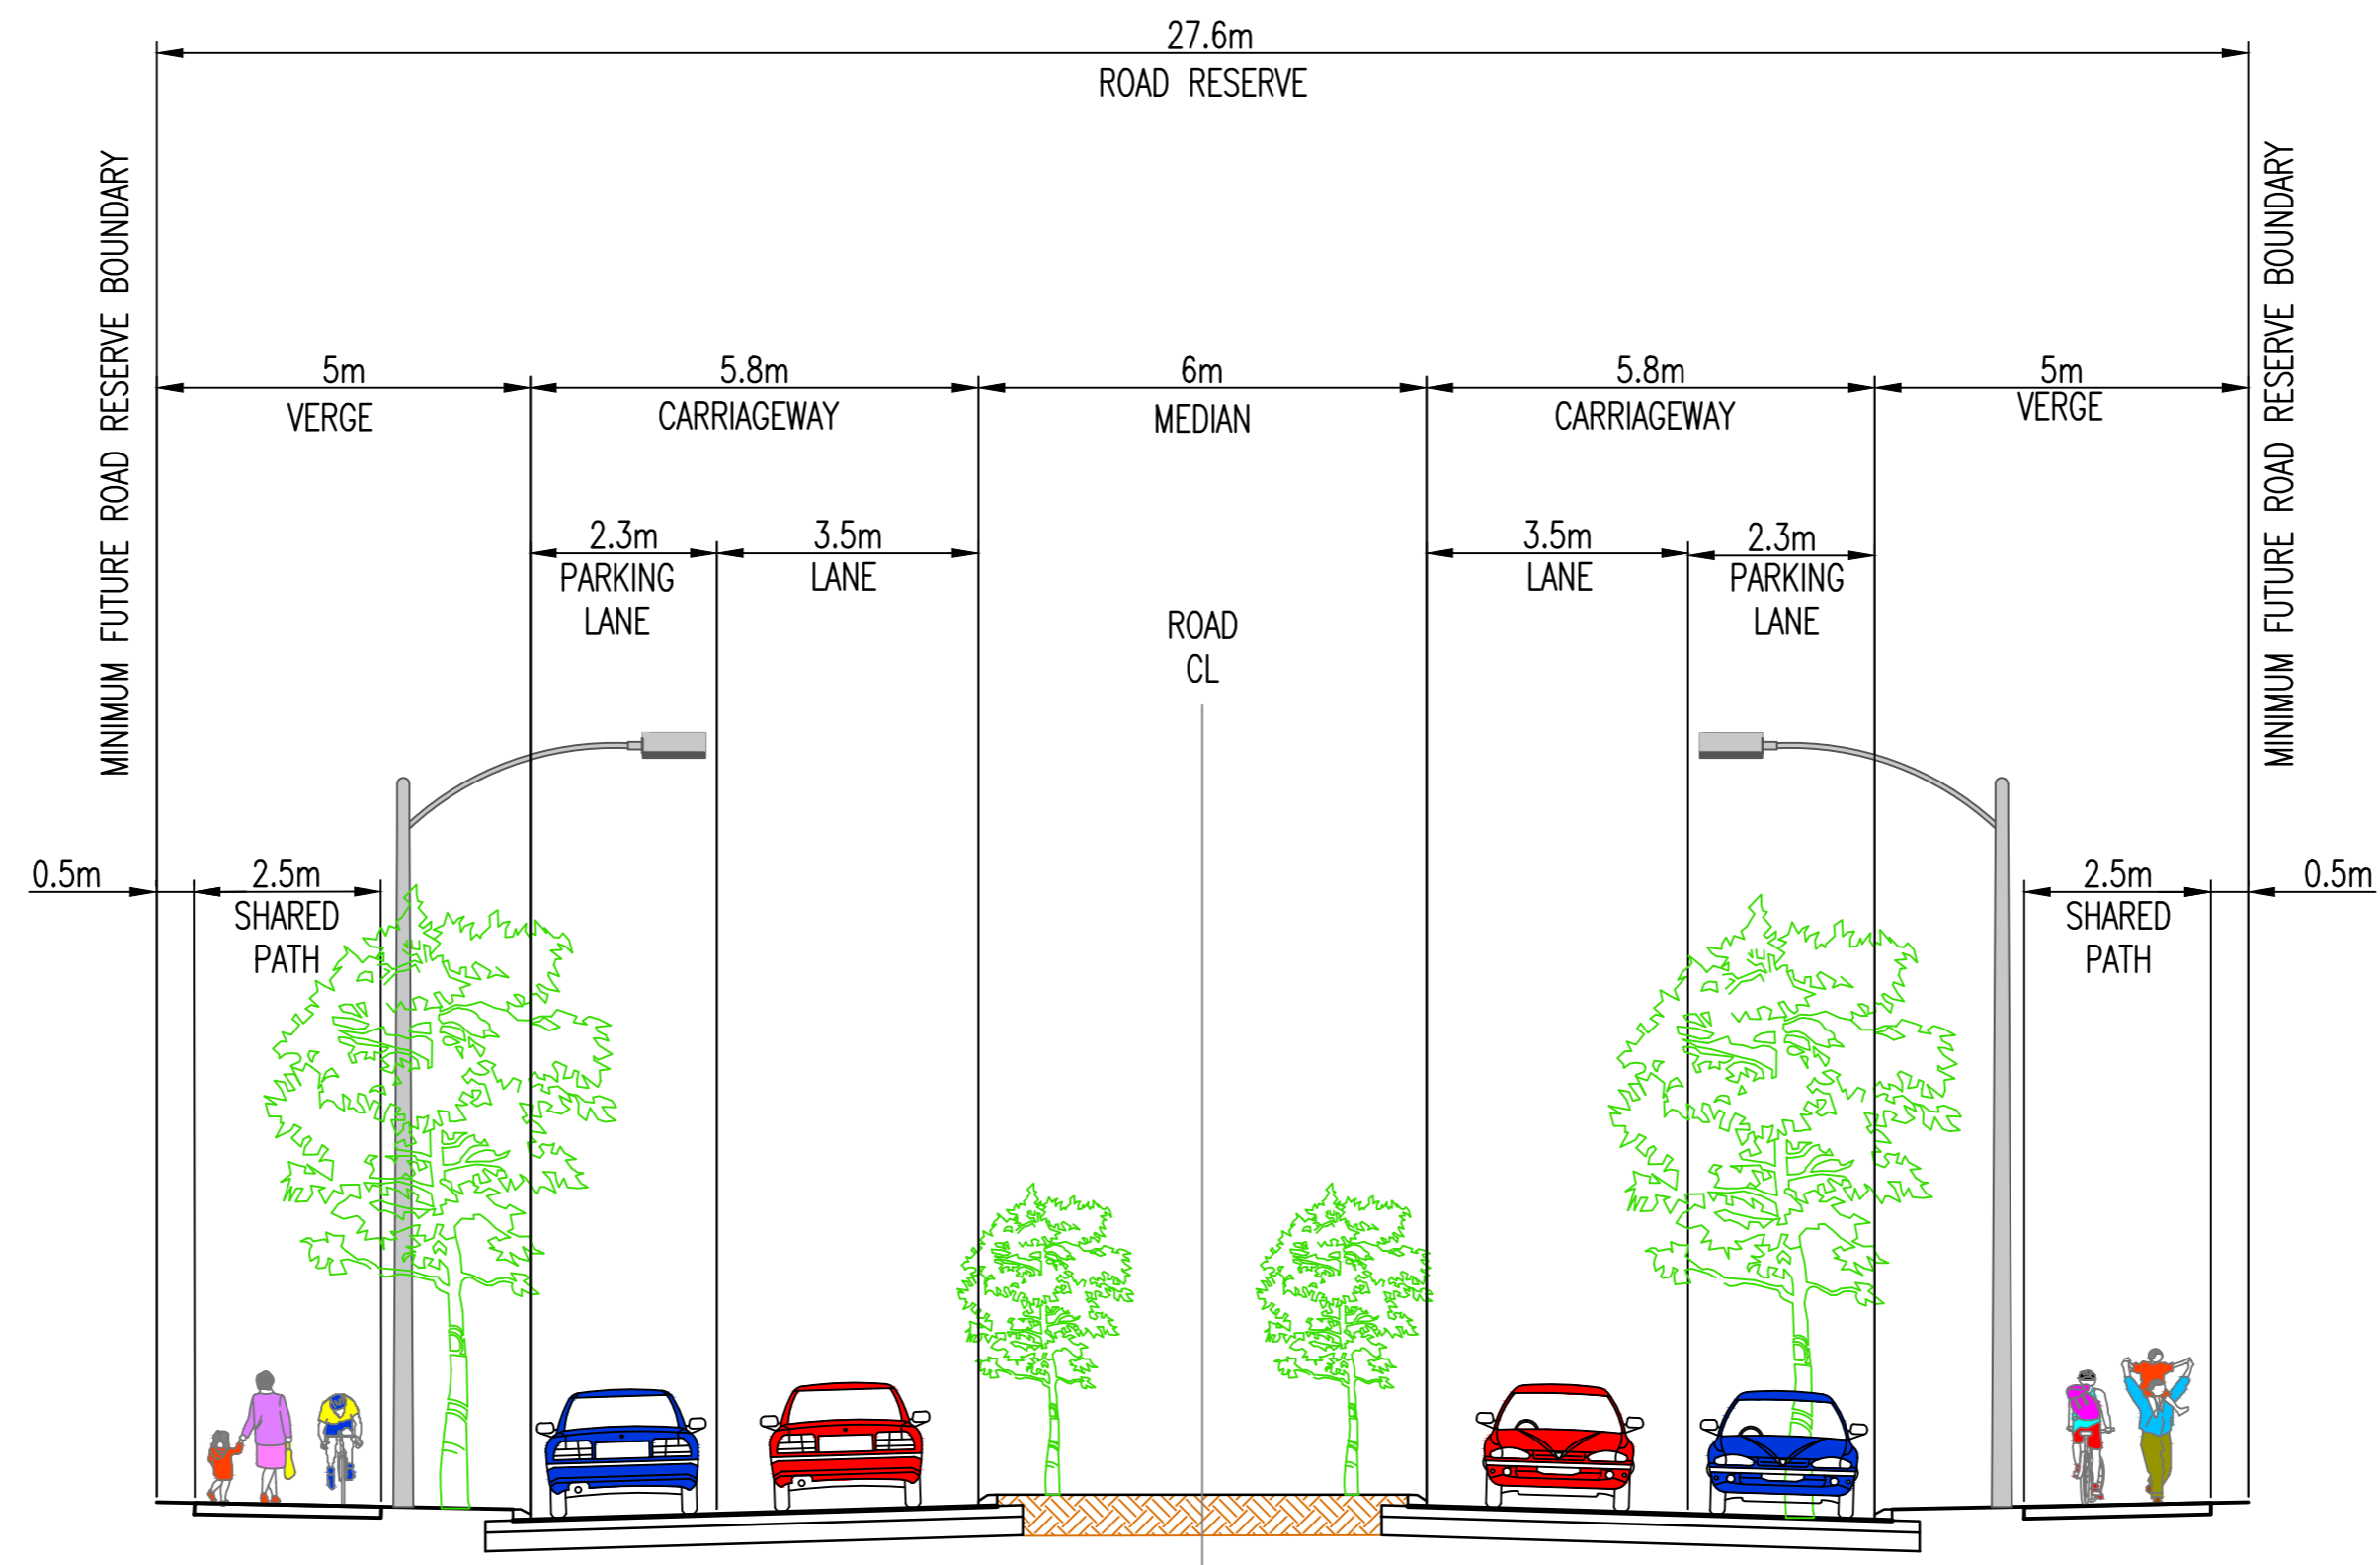 27.6m
ROAD RESERVE
MINIMUM FUTURE ROAD RESERVE BOUNDARY
MINIMUM FUTURE ROAD RESERVE BOUNDARY
5m
VERGE
5.8m
CARRIAGEWAY
6m
MEDIAN
5.8m
CARRIAGEWAY
5m
VERGE
2.3m
PARKING
LANE
3.5m
LANE
3.5m
LANE
2.3m
PARKING
LANE
ROAD
CL
0.5m
2.5m
SHARED
PATH
2.5m
SHARED
PATH
0.5m